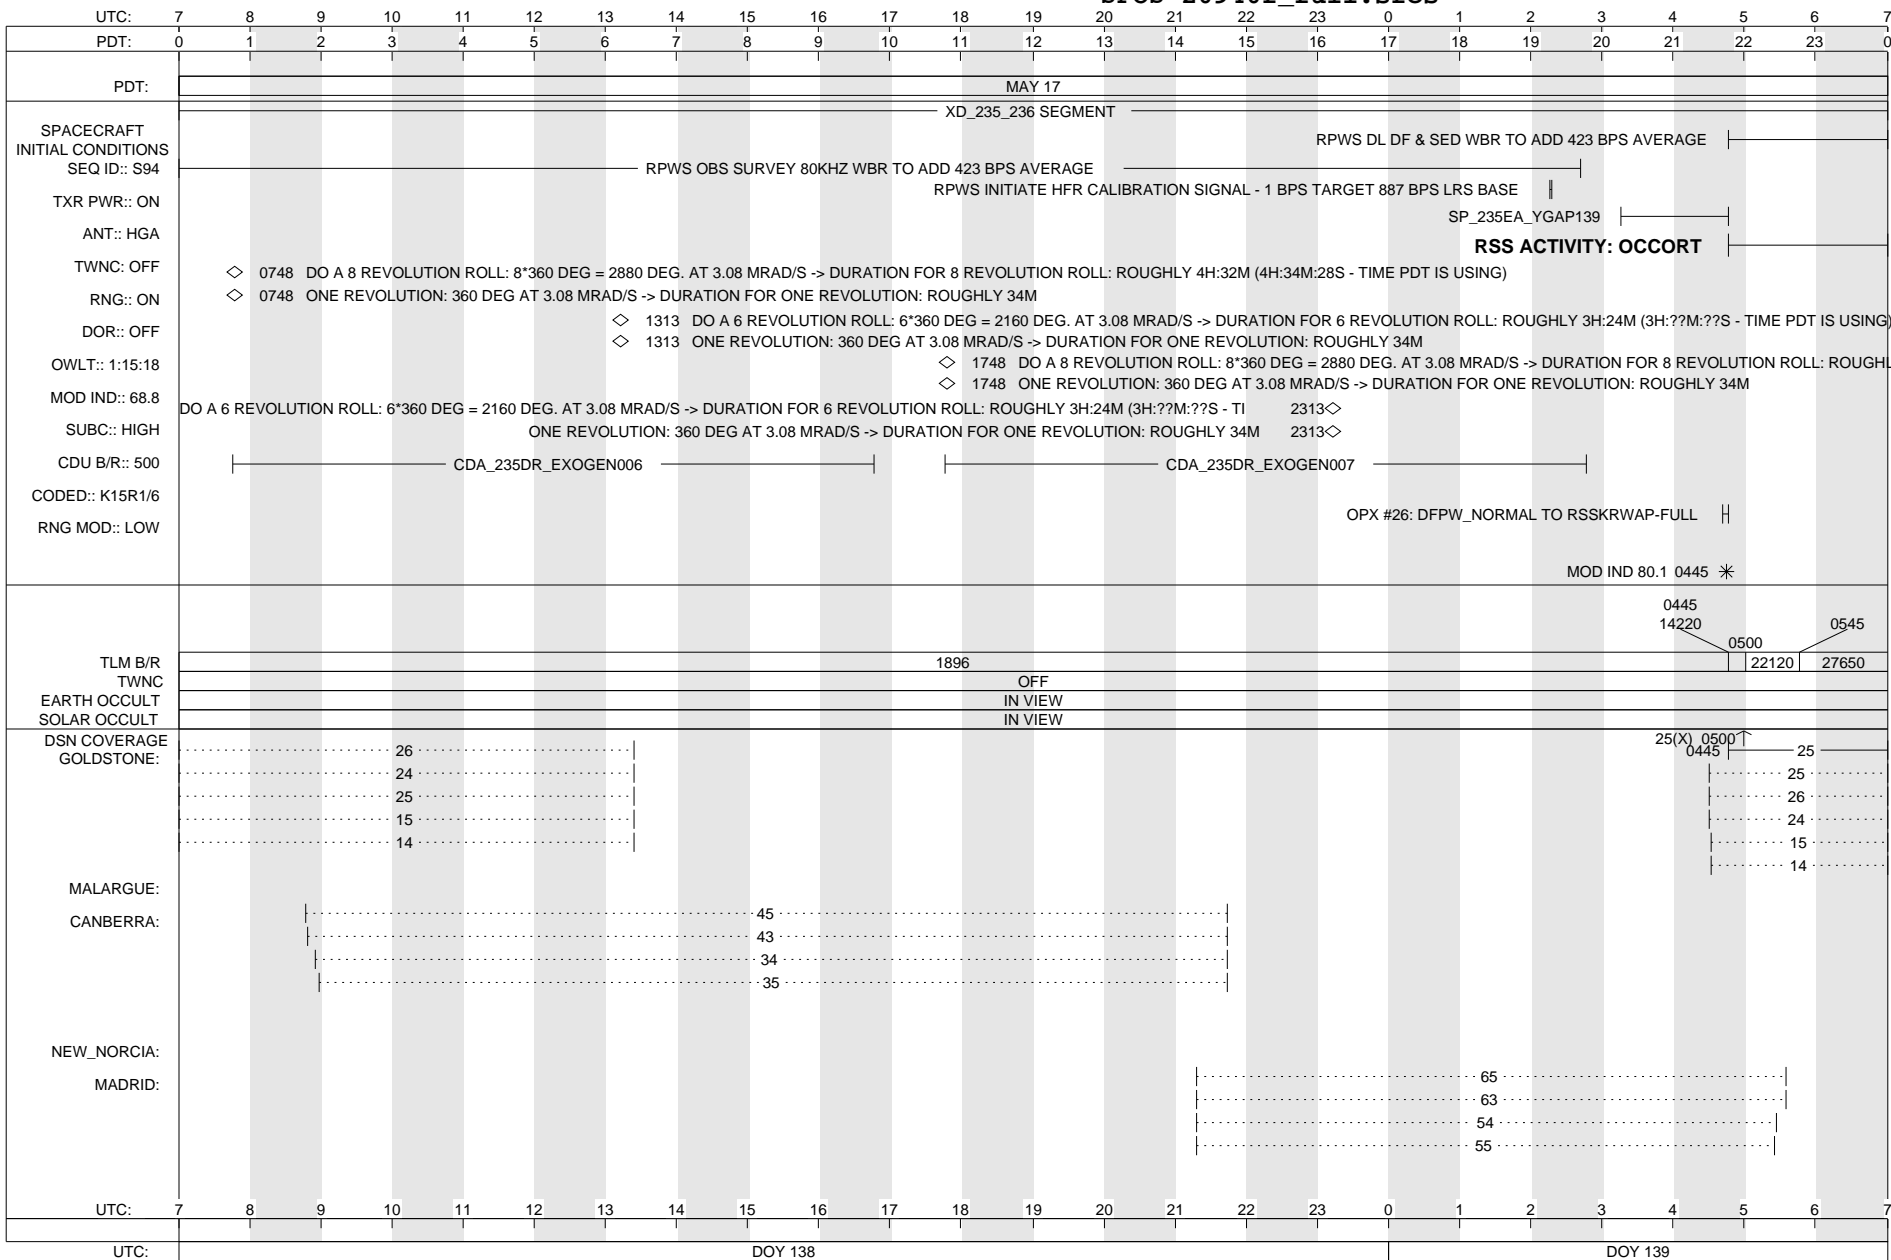 UTC: 7 8 9 10 11 12 13 14 15 16 17 18 19 20 21 22 23 0 1 2 3 4 5 6 7
PDT: 0 1 2 3 4 5 6 7 8 9 10 11 12 13 14 15 16 17 18 19 20 21 22 23 0
PDT: MAY 17
XD_235_236 SEGMENT
SPACECRAFT
INITIAL CONDITIONS
RPWS DL DF & SED WBR TO ADD 423 BPS AVERAGE
SEQ ID:: S94 RPWS OBS SURVEY 80KHZ WBR TO ADD 423 BPS AVERAGE
RPWS INITIATE HFR CALIBRATION SIGNAL - 1 BPS TARGET 887 BPS LRS BASE
TXR PWR:: ON
SP_235EA_YGAP139
ANT:: HGA
RSS ACTIVITY: OCCORT
TWNC: OFF
0748 DO A 8 REVOLUTION ROLL: 8*360 DEG = 2880 DEG. AT 3.08 MRAD/S -> DURATION FOR 8 REVOLUTION ROLL: ROUGHLY 4H:32M (4H:34M:28S - TIME PDT IS USING)
RNG:: ON
0748 ONE REVOLUTION: 360 DEG AT 3.08 MRAD/S -> DURATION FOR ONE REVOLUTION: ROUGHLY 34M
1313 DO A 6 REVOLUTION ROLL: 6*360 DEG = 2160 DEG. AT 3.08 MRAD/S -> DURATION FOR 6 REVOLUTION ROLL: ROUGHLY 3H:24M (3H:??M:??S - TIME PDT IS USING)
DOR:: OFF
1313 ONE REVOLUTION: 360 DEG AT 3.08 MRAD/S -> DURATION FOR ONE REVOLUTION: ROUGHLY 34M
OWLT:: 1:15:18
1748 DO A 8 REVOLUTION ROLL: 8*360 DEG = 2880 DEG. AT 3.08 MRAD/S -> DURATION FOR 8 REVOLUTION ROLL: ROUGHL
1748 ONE REVOLUTION: 360 DEG AT 3.08 MRAD/S -> DURATION FOR ONE REVOLUTION: ROUGHLY 34M
MOD IND:: 68.8
DO A 6 REVOLUTION ROLL: 6*360 DEG = 2160 DEG. AT 3.08 MRAD/S -> DURATION FOR 6 REVOLUTION ROLL: ROUGHLY 3H:24M (3H:??M:??S - TI 2313
SUBC:: HIGH
ONE REVOLUTION: 360 DEG AT 3.08 MRAD/S -> DURATION FOR ONE REVOLUTION: ROUGHLY 34M 2313
CDU B/R:: 500 CDA_235DR_EXOGEN006 CDA_235DR_EXOGEN007
CODED:: K15R1/6
OPX #26: DFPW_NORMAL TO RSSKRWAP-FULL
RNG MOD:: LOW
MOD IND 80.1 0445
0445
14220 0545
0500
TLM B/R 1896 22120 27650
TWNC OFF
EARTH OCCULT IN VIEW
SOLAR OCCULT IN VIEW
DSN COVERAGE 25(X) 0500
GOLDSTONE: 26 0445 25
24 25
25 26
15 24
14 15
14
MALARGUE:
CANBERRA: 45
43
34
35
NEW_NORCIA:
MADRID: 65
63
54
55
UTC: 7 8 9 10 11 12 13 14 15 16 17 18 19 20 21 22 23 0 1 2 3 4 5 6 7
UTC: DOY 138 DOY 139